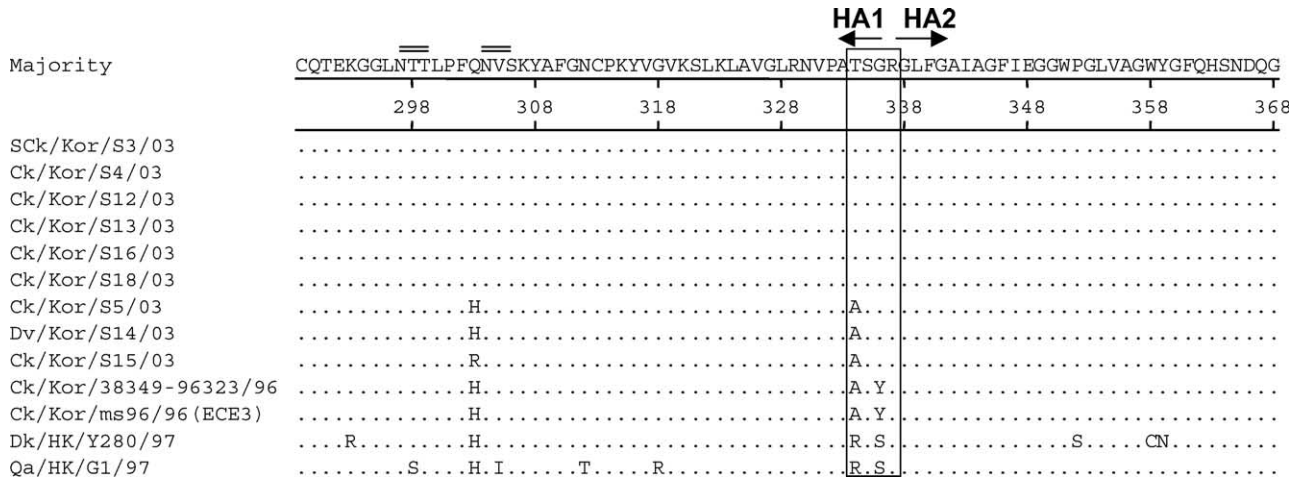 HA1 HA2
Majority CQTEKGGLNTTLPFQNVSKYAFGNCPKYVGVKSLKLAVGLRNVPATSGRGLFGAIAGFIEGGWPGLVAGWYGFQHSNDQG
298 308 318 328 338 348 358 368
SCk/Kor/S3/03 ................................................................................
Ck/Kor/S4/03 ................................................................................
Ck/Kor/S12/03 ................................................................................
Ck/Kor/S13/03 ................................................................................
Ck/Kor/S16/03 ................................................................................
Ck/Kor/S18/03 ................................................................................
Ck/Kor/S5/03 ..............H..............................A..................................
Dv/Kor/S14/03 ..............H..............................A..................................
Ck/Kor/S15/03 ..............R..............................A..................................
Ck/Kor/38349-96323/96 ..............H..............................A.Y................................
Ck/Kor/ms96/96(ECE3) ..............H..............................A.Y................................
Dk/HK/Y280/97 ....R.........H..............................R.S...............S.....CN.........
Qa/HK/G1/97 .........S....H.I......T.....R...............R.S................................